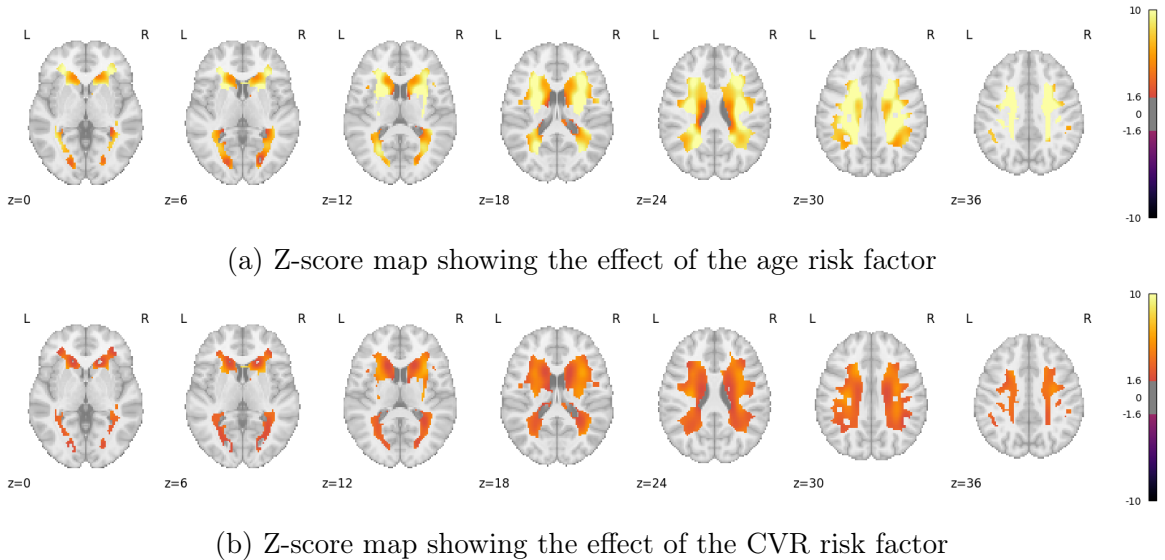 L R L R L R L R L R L R L R
10
1.6
0
-1.6
-10
z=0 z=6 z=12 z=18 z=24 z=30 z=36
(a) Z-score map showing the effect of the age risk factor
L R L R L R L R L R L R L R
10
1.6
0
-1.6
-10
z=0 z=6 z=12 z=18 z=24 z=30 z=36
(b) Z-score map showing the effect of the CVR risk factor